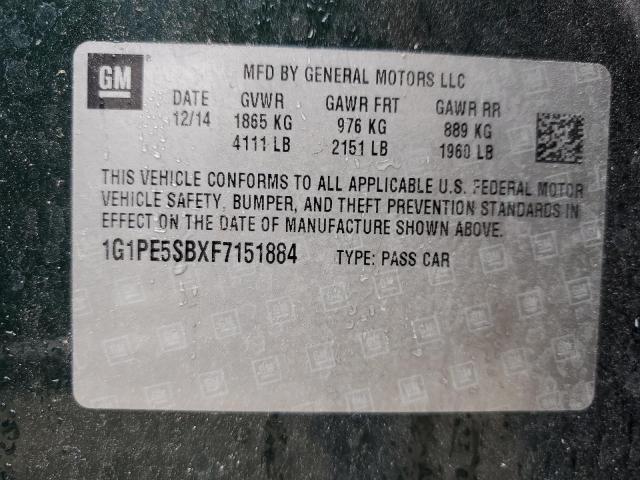 GM
MFD BY GENERAL MOTORS LLC
DATE GVWR GAWR FRT GAWR RR
12/14 1865 KG 976 KG 889 KG
4111 LB 2151 LB 1960 LB
THIS VEHICLE CONFORMS TO ALL APPLICABLE U.S. FEDERAL MOTOR
VEHICLE SAFETY, BUMPER, AND THEFT PREVENTION STANDARDS IN
EFFECT ON THE DATE OF MANUFACTURE SHOWN ABOVE.
1G1PE5SBXF7151884 TYPE: PASS CAR